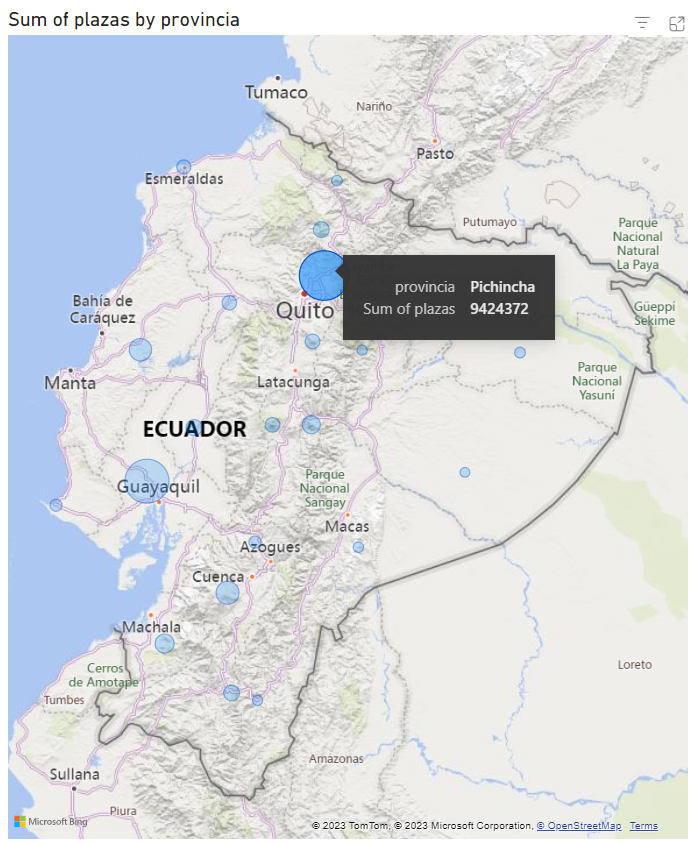 Sum of plazas by provincia
Tumaco
Nariño
Pasto
Esmeraldas
Putumayo
Parque
Nacional
Natural
La Paya
provincia Pichincha
Sum of plazas 9424372
Quito
Bahía de
Caráquez
Güeppí
Sekime
Manta
Latacunga
Parque
Nacional
Yasuní
ECUADOR
Guayaquil
Parque
Nacional
Sangay
Macas
Azogues
Cuenca
Machala
Cerros
de Amotape
Loreto
Tumbes
Sullana
Amazonas
Piura
Microsoft Bing
© 2023 TomTom, © 2023 Microsoft Corporation, © OpenStreetMap Terms